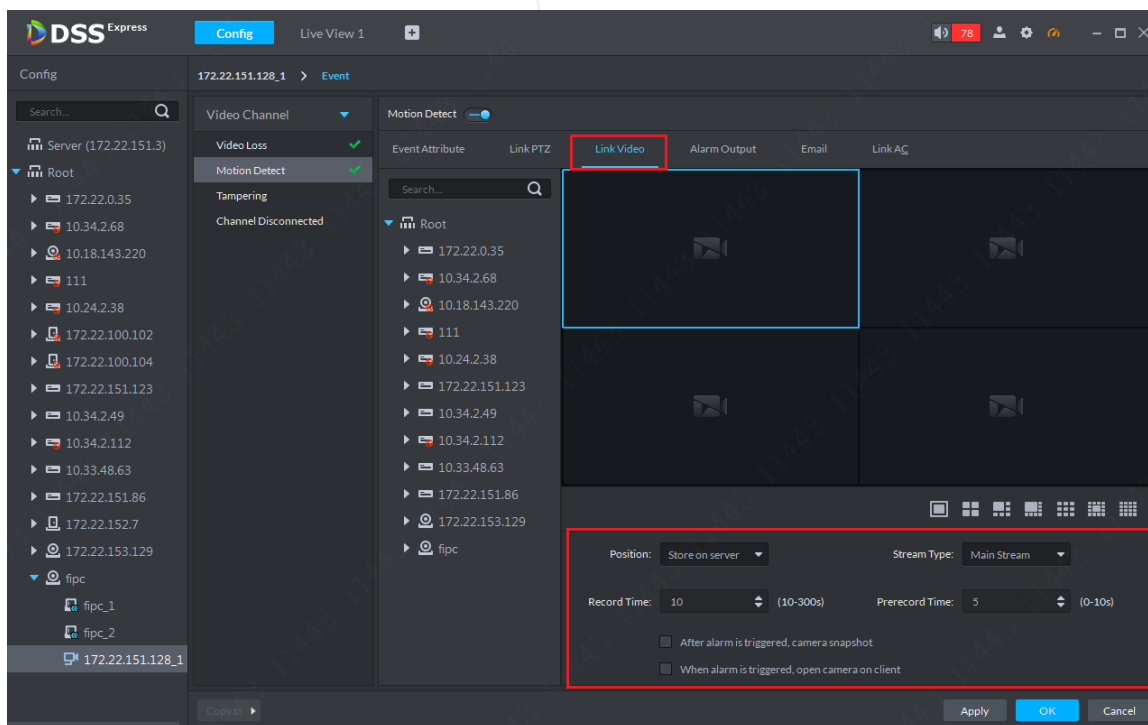 DSS Express
Config
Live View 1
78
Config
172.22.151.128_1 > Event
Search...
Server (172.22.151.3)
Root
172.22.0.35
10.34.2.68
10.18.143.220
111
10.24.2.38
172.22.100.102
172.22.100.104
172.22.151.123
10.34.2.49
10.34.2.112
10.33.48.63
172.22.151.86
172.22.152.7
172.22.153.129
fipc
fipc_1
fipc_2
172.22.151.128_1
Video Channel
Video Loss
Motion Detect
Tampering
Channel Disconnected
Motion Detect
Event Attribute
Link PTZ
Link Video
Alarm Output
Email
Link AC
Search...
Root
172.22.0.35
10.34.2.68
10.18.143.220
111
10.24.2.38
172.22.151.123
10.34.2.49
10.34.2.112
10.33.48.63
172.22.151.86
172.22.153.129
fipc
Position: Store on server
Stream Type: Main Stream
Record Time: 10 (10-300s)
Prerecord Time: 5 (0-10s)
After alarm is triggered, camera snapshot
When alarm is triggered, open camera on client
Copy to
Apply
OK
Cancel